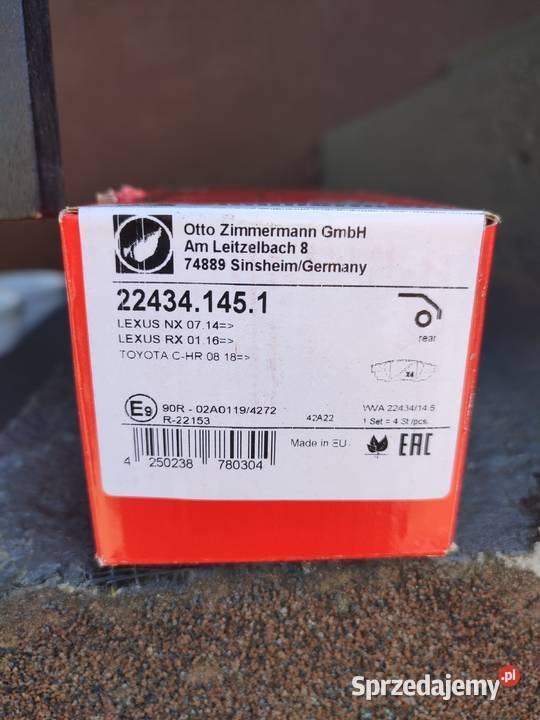 Otto Zimmermann GmbH
Am Leitzelbach 8
74889 Sinsheim/Germany
22434.145.1
LEXUS NX 07.14=>
LEXUS RX 01.16=>
TOYOTA C-HR 08 18=>
rear
x4
E9
90R - 02A0119/4272
R-22153
42A22
WVA 22434/14.5
1 Set = 4 St./pcs.
Made in EU
EAC
4 250238 780304
Sprzedajemy.pl